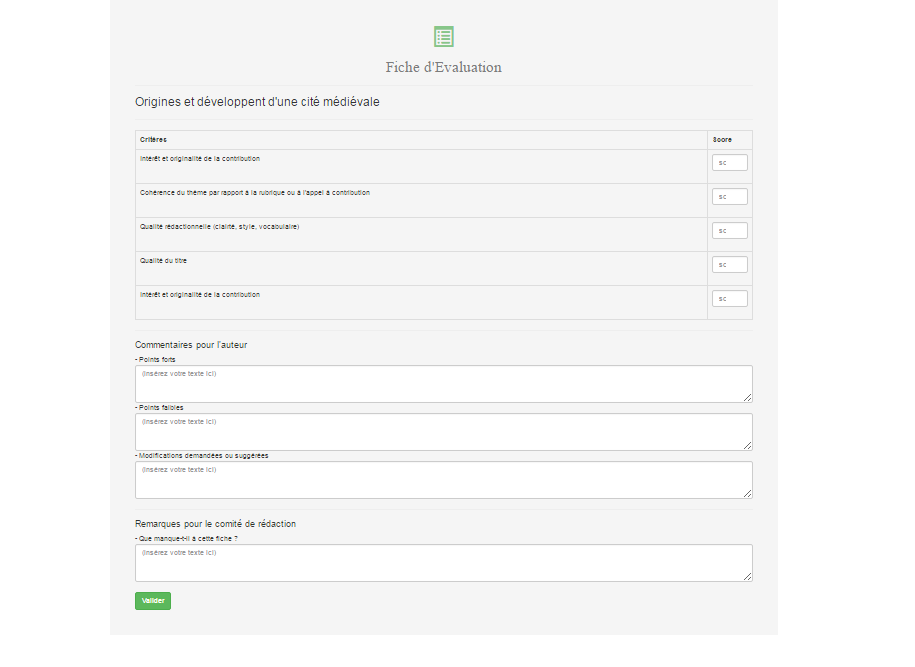 Fiche d'Evaluation
Origines et développent d'une cité médiévale
Critères Score
Intérêt et originalité de la contribution sc
Cohérence du thème par rapport à la rubrique ou à l'appel à contribution sc
Qualité rédactionnelle (clarté, style, vocabulaire) sc
Qualité du titre sc
Intérêt et originalité de la contribution sc
Commentaires pour l'auteur
- Points forts
(Insérez votre texte ici)
- Points faibles
(Insérez votre texte ici)
- Modifications demandées ou suggérées
(Insérez votre texte ici)
Remarques pour le comité de rédaction
- Que manque-t-il à cette fiche ?
(Insérez votre texte ici)
Valider